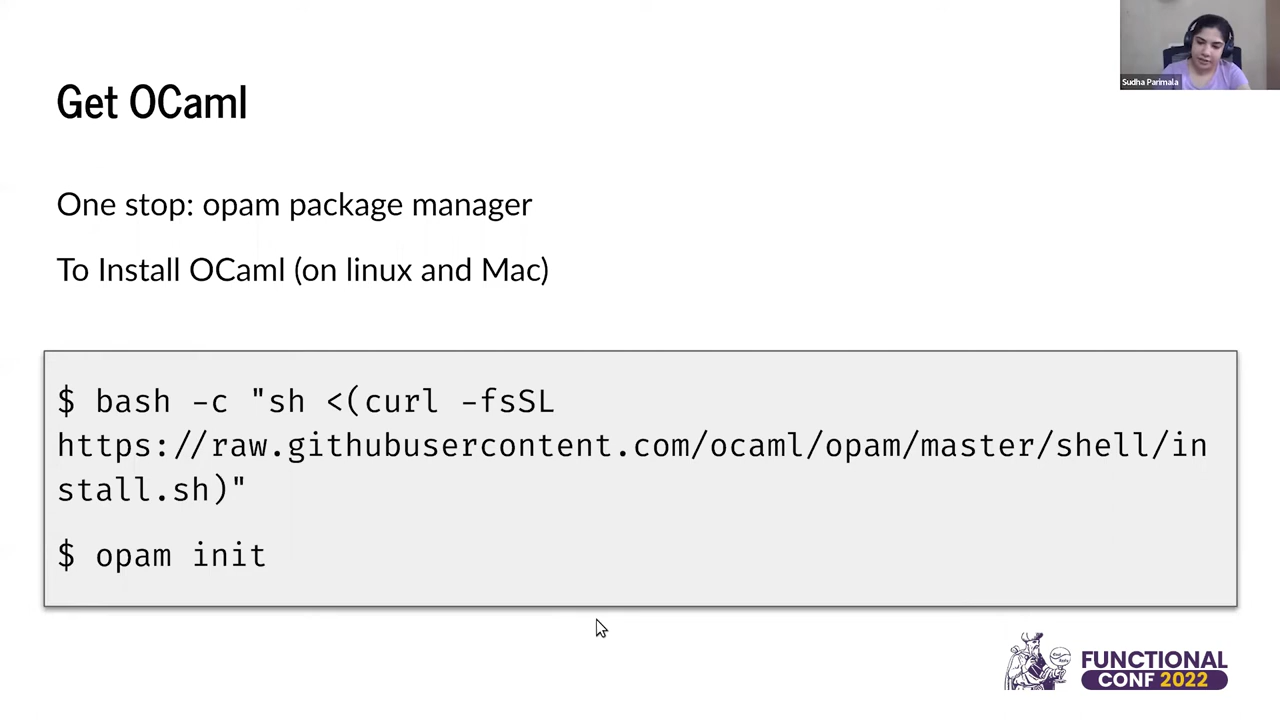 Sudha Parimala
Get OCaml
One stop: opam package manager
To Install OCaml (on linux and Mac)
$ bash -c "sh <(curl -fsSL
https://raw.githubusercontent.com/ocaml/opam/master/shell/in
stall.sh)"
$ opam init
FUNCTIONAL
CONF 2022